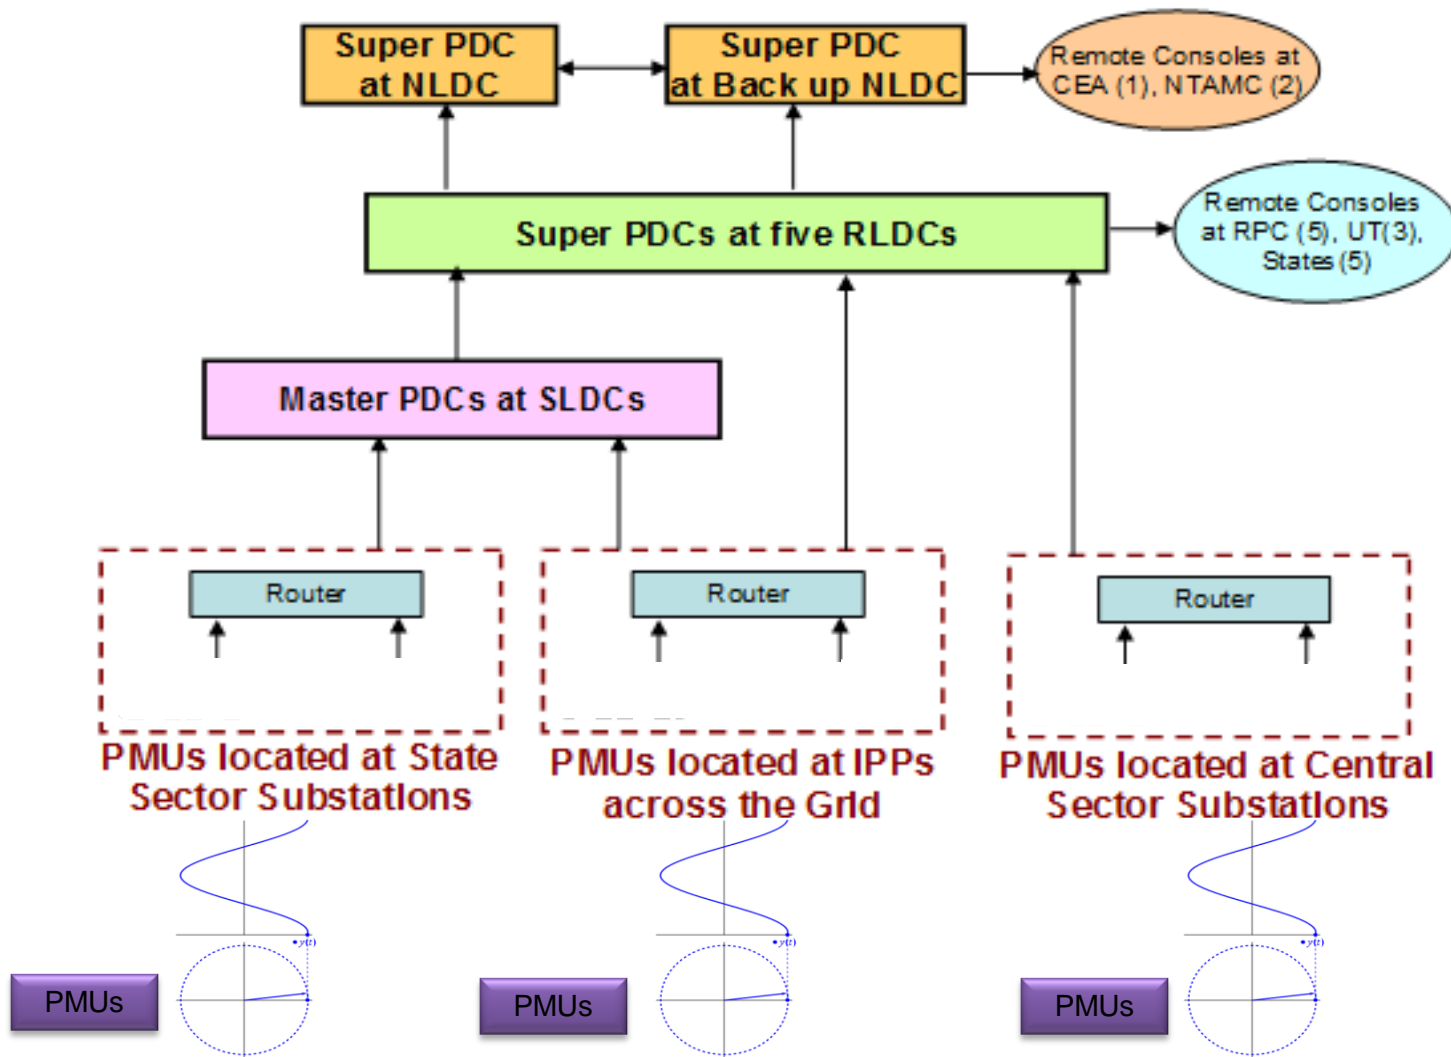 Super PDC
at NLDC
Super PDC
at Back up NLDC
Remote Consoles at
CEA (1), NTAMC (2)
Super PDCs at five RLDCs
Remote Consoles
at RPC (5), UT(3),
States (5)
Master PDCs at SLDCs
Router
Router
Router
PMUs located at State
Sector Substations
PMUs located at IPPs
across the Grid
PMUs located at Central
Sector Substations
y(t)
y(t)
y(t)
PMUs
PMUs
PMUs